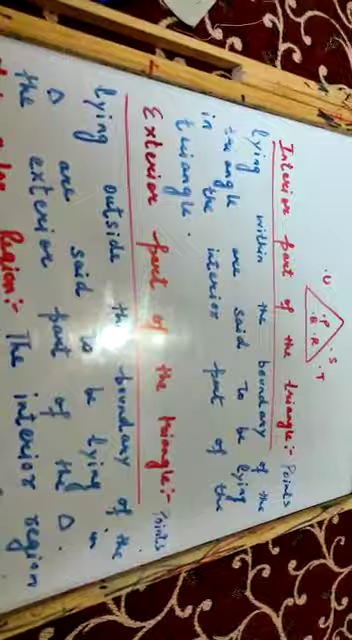 .U
.P
.Q .R
S
.T
Interior part of the triangle:- Points
lying within the boundary of the
triangle are said to be lying
in the interior part of the
triangle.
Exterior part of the triangle:- Points
lying outside the boundary of the
Δ are said to be lying in
the exterior part of the Δ.
Region:- The interior region